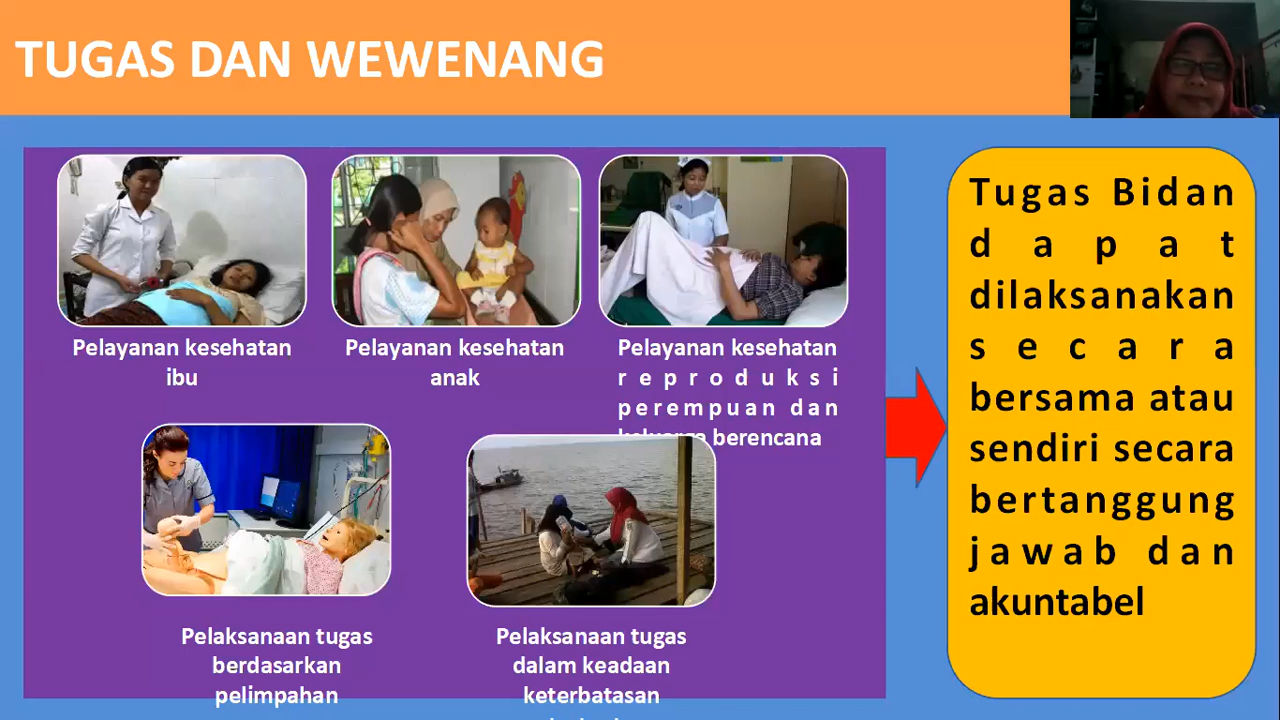 TUGAS DAN WEWENANG
Pelayanan kesehatan
ibu
Pelayanan kesehatan
anak
Pelayanan kesehatan
reproduksi
perempuan dan
berencana
Pelaksanaan tugas
berdasarkan
pelimpahan
Pelaksanaan tugas
dalam keadaan
keterbatasan
Tugas Bidan
dapat
dilaksanakan
secara
bersama atau
sendiri secara
bertanggung
jawab dan
akuntabel